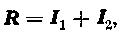 R = I₁ + I₂,